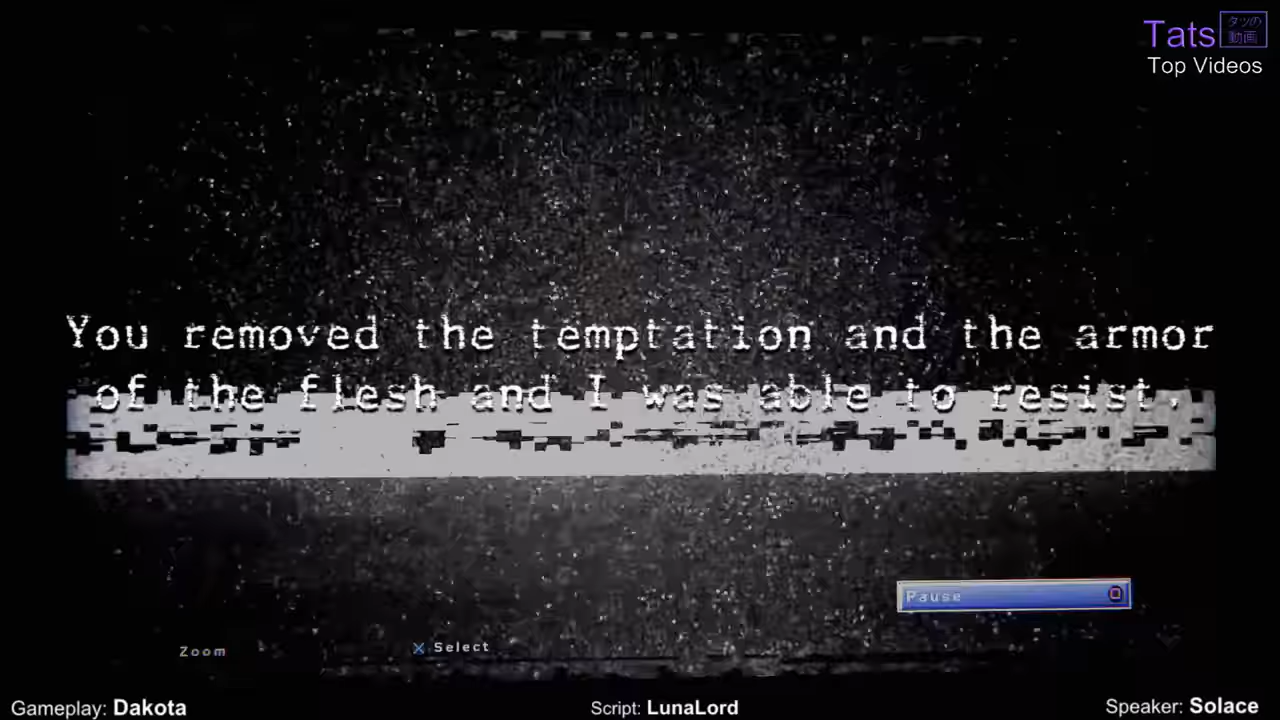 Tats タツの
動画
Top Videos
You removed the temptation and the armor
of the flesh and I was able to resist.
Pause
Zoom
Select
Gameplay: Dakota
Script: LunaLord
Speaker: Solace